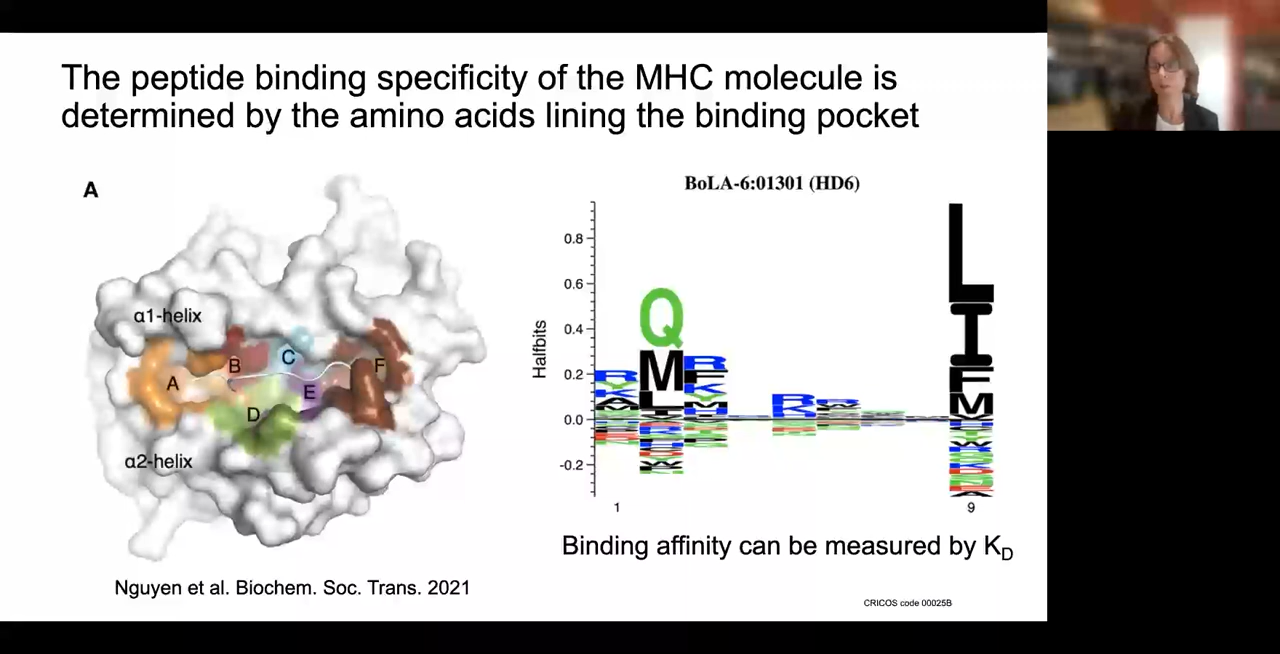 The peptide binding specificity of the MHC molecule is
determined by the amino acids lining the binding pocket
A
α1-helix
B
C
A
F
E
D
α2-helix
Nguyen et al. Biochem. Soc. Trans. 2021
BoLA-6:01301 (HD6)
Halfbits
0.8
0.6
0.4
0.2
0.0
-0.2
Q
M
L
R
K
R
F
K
R
K
L
I
F
M
1
9
Binding affinity can be measured by K_D
CRICOS code 00025B